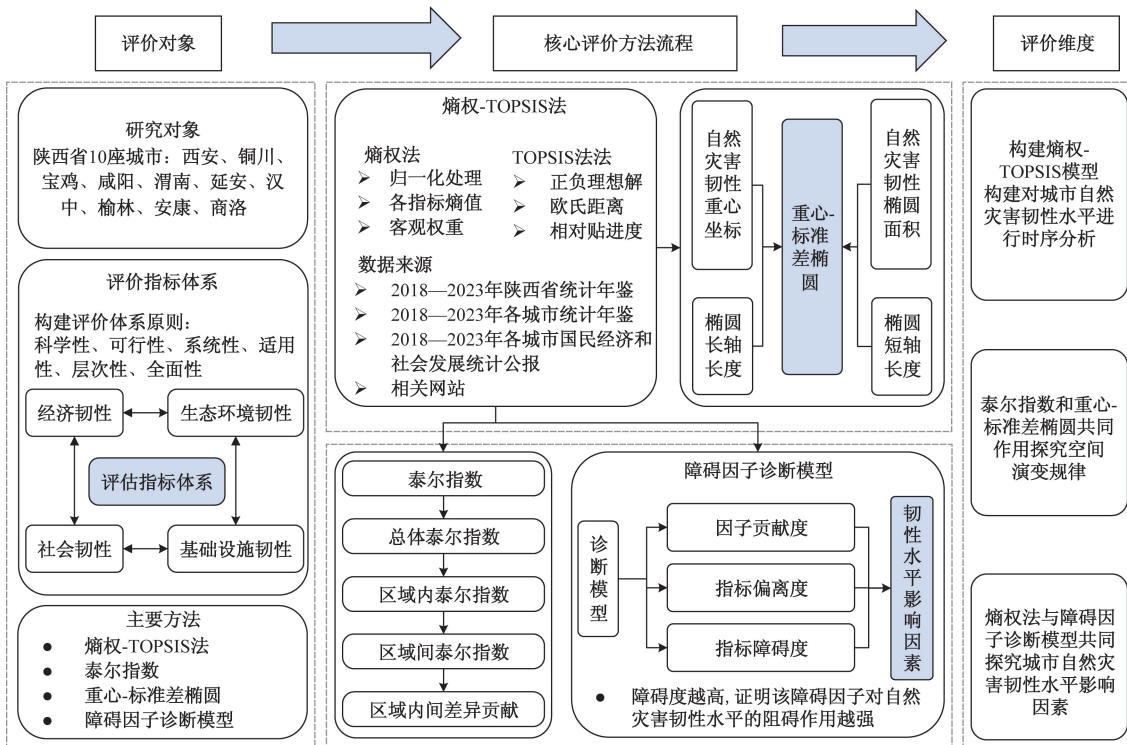 评价对象
核心评价方法流程
评价维度
研究对象
陕西省10座城市：西安、铜川、
宝鸡、咸阳、渭南、延安、汉
中、榆林、安康、商洛
评价指标体系
构建评价体系原则：
科学性、可行性、系统性、适用
性、层次性、全面性
经济韧性
生态环境韧性
评估指标体系
社会韧性
基础设施韧性
主要方法
● 熵权-TOPSIS法
● 泰尔指数
● 重心-标准差椭圆
● 障碍因子诊断模型
熵权-TOPSIS法
熵权法
➢ 归一化处理
➢ 各指标熵值
➢ 客观权重
TOPSIS法法
➢ 正负理想解
➢ 欧氏距离
➢ 相对贴进度
数据来源
➢ 2018—2023年陕西省统计年鉴
➢ 2018—2023年各城市统计年鉴
➢ 2018—2023年各城市国民经济和
社会发展统计公报
➢ 相关网站
自然
灾害
韧性
重心
坐标
椭圆
长轴
长度
重心-
标准
差椭
圆
自然
灾害
韧性
椭圆
面积
椭圆
短轴
长度
泰尔指数
总体泰尔指数
区域内泰尔指数
区域间泰尔指数
区域内间差异贡献
障碍因子诊断模型
诊断模型
因子贡献度
指标偏离度
指标障碍度
韧性水平影响因素
● 障碍度越高, 证明该障碍因子对自然
灾害韧性水平的阻碍作用越强
构建熵权-
TOPSIS模型
构建对城市自然
灾害韧性水平进
行时序分析
泰尔指数和重心-
标准差椭圆共同
作用探究空间
演变规律
熵权法与障碍因
子诊断模型共同
探究城市自然灾
害韧性水平影响
因素